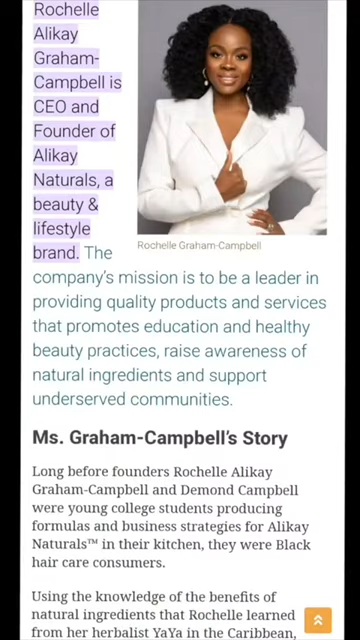 Rochelle
Alikay
Graham-
Campbell is
CEO and
Founder of
Alikay
Naturals, a
beauty &
lifestyle
brand. The
Rochelle Graham-Campbell
company's mission is to be a leader in
providing quality products and services
that promotes education and healthy
beauty practices, raise awareness of
natural ingredients and support
underserved communities.
Ms. Graham-Campbell's Story
Long before founders Rochelle Alikay
Graham-Campbell and Demond Campbell
were young college students producing
formulas and business strategies for Alikay
Naturals™ in their kitchen, they were Black
hair care consumers.
Using the knowledge of the benefits of
natural ingredients that Rochelle learned
from her herbalist YaYa in the Caribbean,